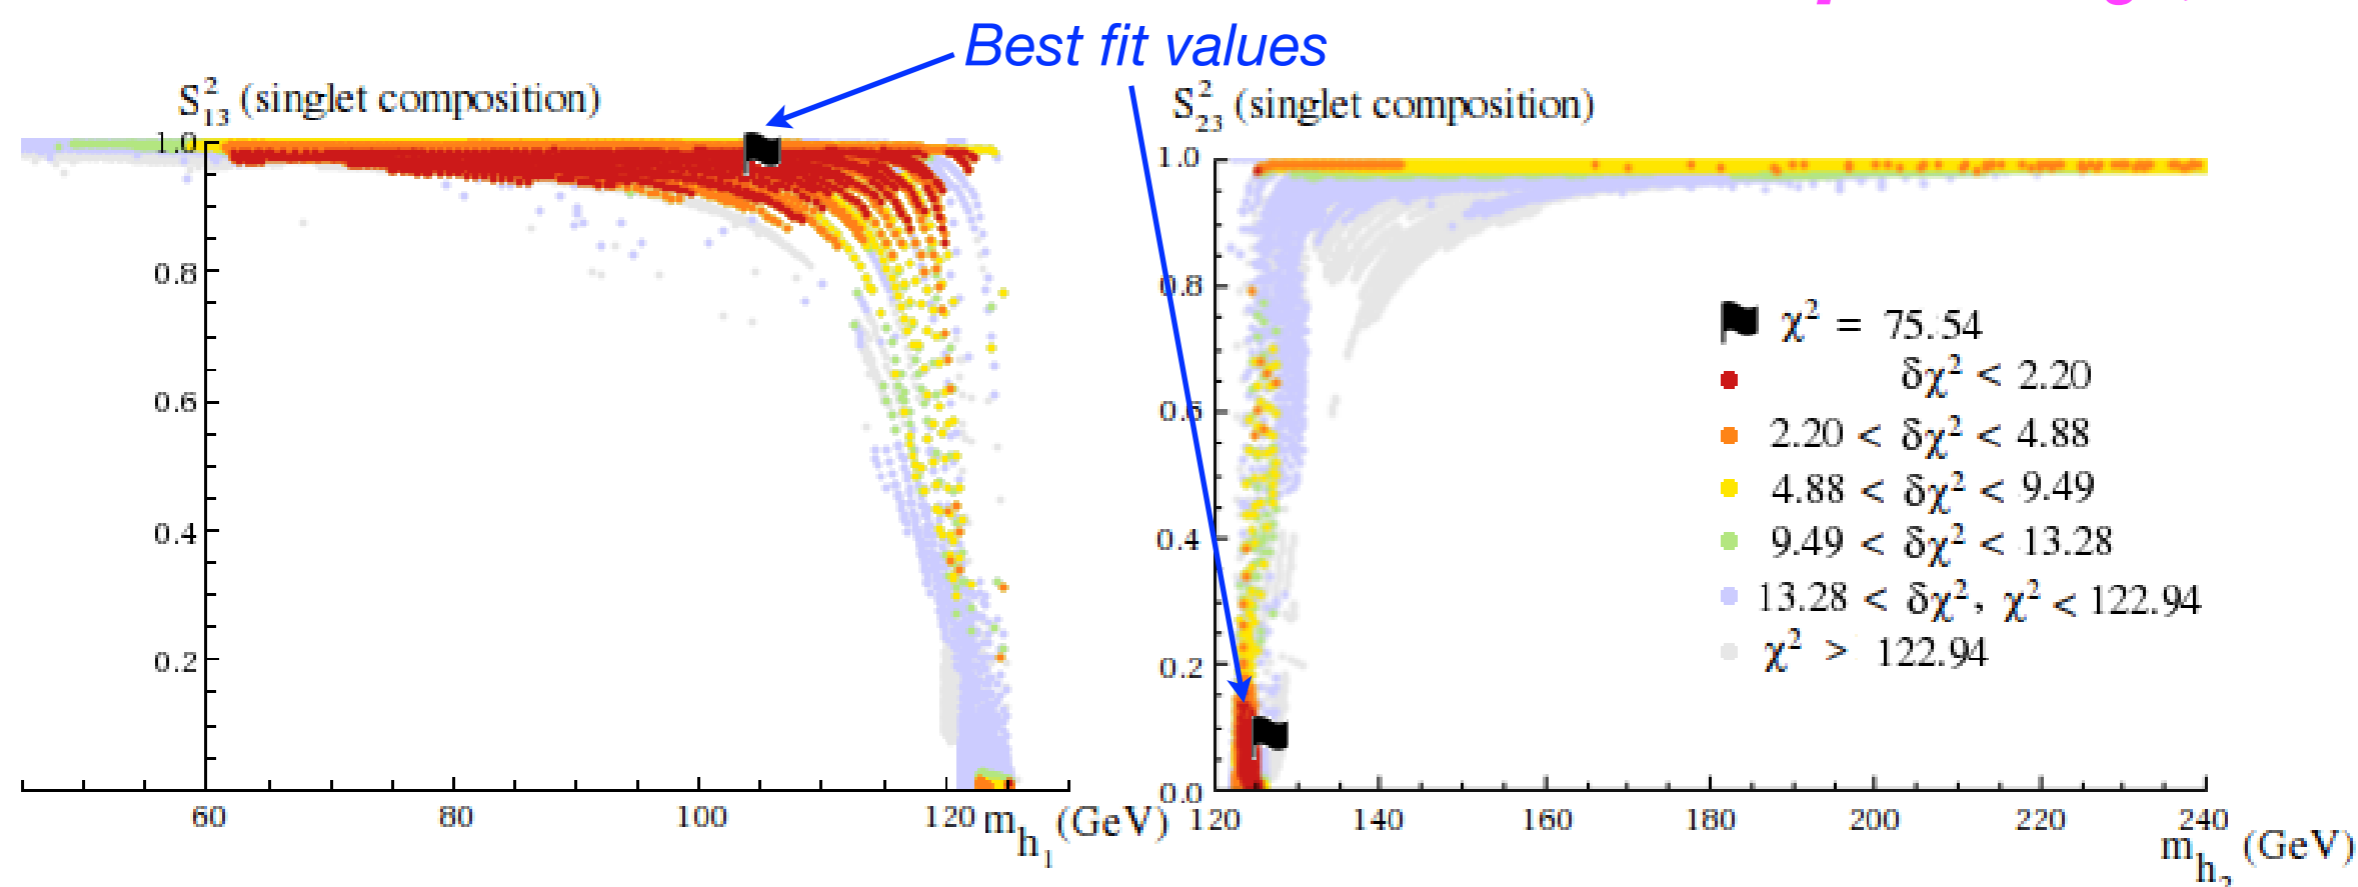 Best fit values
S²₁₃ (singlet composition)
1.0
0.8
0.6
0.4
0.2
60 80 100 120
m_h₁ (GeV)
S²₂₃ (singlet composition)
1.0
0.8
0.6
0.4
0.2
0.0
χ² = 75.54
δχ² < 2.20
2.20 < δχ² < 4.88
4.88 < δχ² < 9.49
9.49 < δχ² < 13.28
13.28 < δχ², χ² < 122.94
χ² > 122.94
120 140 160 180 200 220 240
m_h₂ (GeV)